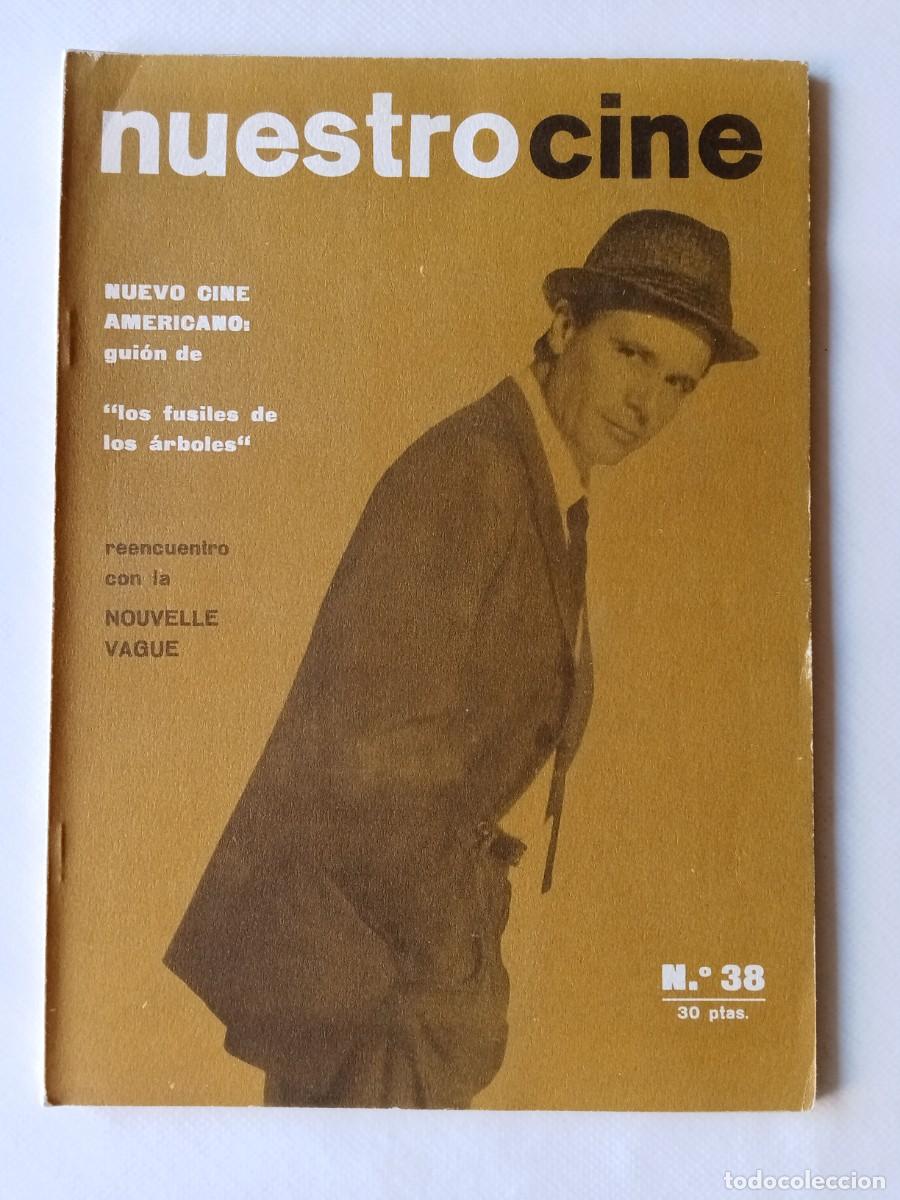 nuestrocine
NUEVO CINE
AMERICANO:
guión de
“los fusiles de
los árboles“
reencuentro
con la
NOUVELLE
VAGUE
N.º 38
30 ptas.
todocoleccion